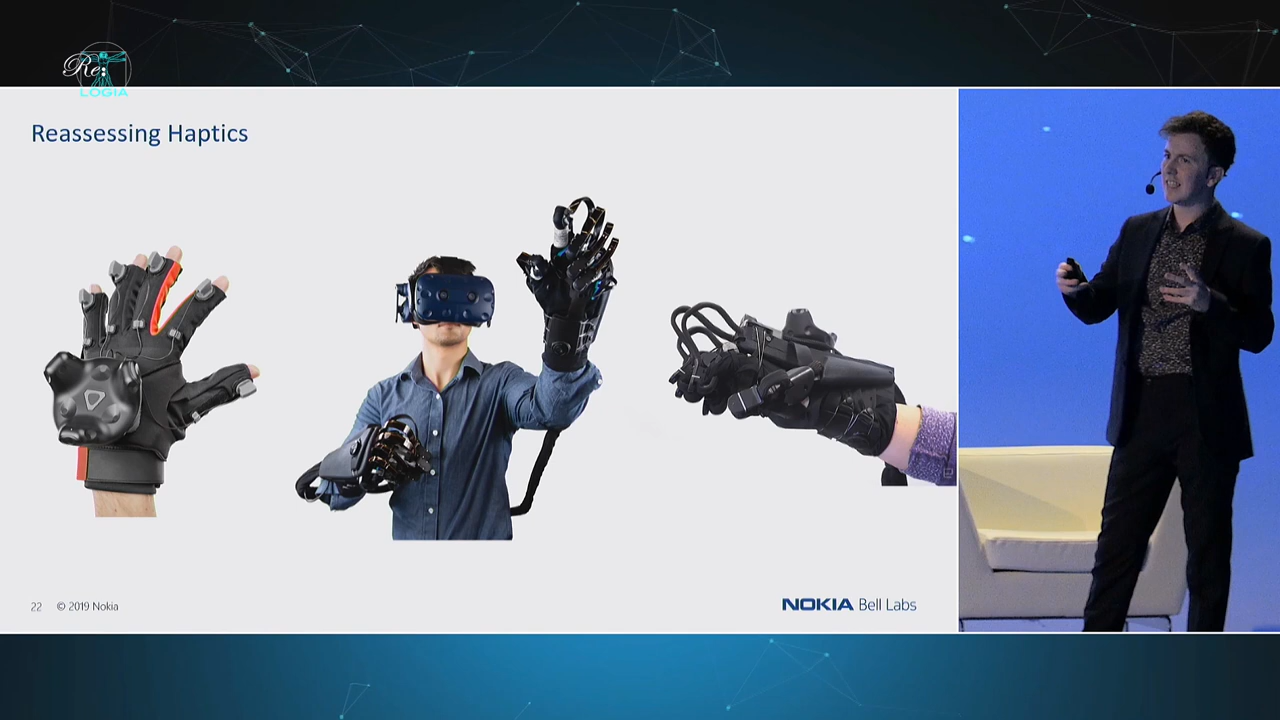 Re:
LOGIA
Reassessing Haptics
22 © 2019 Nokia
NOKIA Bell Labs